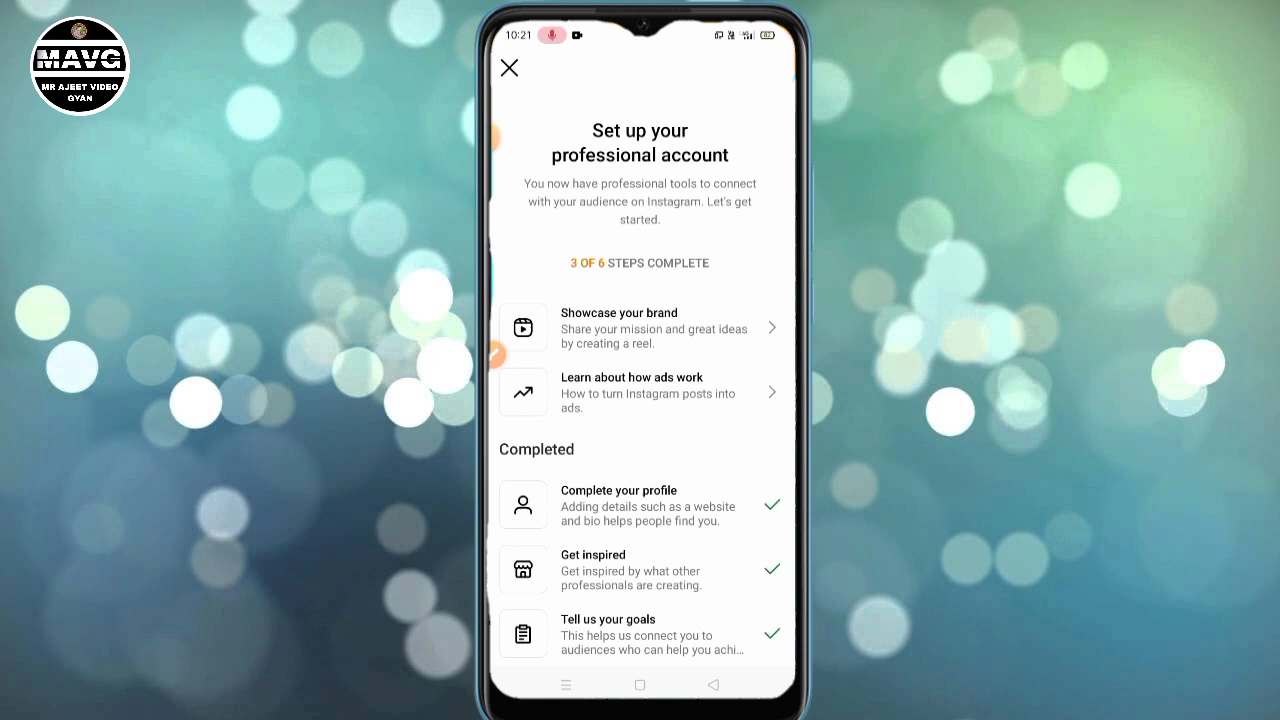 MAVG
MR AJEET VIDEO
GYAN
10:21
Set up your
professional account
You now have professional tools to connect
with your audience on Instagram. Let's get
started.
3 OF 6 STEPS COMPLETE
Showcase your brand
Share your mission and great ideas
by creating a reel.
Learn about how ads work
How to turn Instagram posts into
ads.
Completed
Complete your profile
Adding details such as a website
and bio helps people find you.
Get inspired
Get inspired by what other
professionals are creating.
Tell us your goals
This helps us connect you to
audiences who can help you achi...